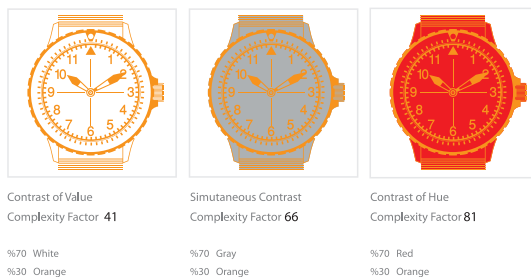 11 1
10 2
9 3
8 4
7 5
6
11 1
10 2
9 3
8 4
7 5
6
11 1
10 2
9 3
8 4
7 5
6
Contrast of Value
Complexity Factor 41
%70 White
%30 Orange
Simutaneous Contrast
Complexity Factor 66
%70 Gray
%30 Orange
Contrast of Hue
Complexity Factor 81
%70 Red
%30 Orange